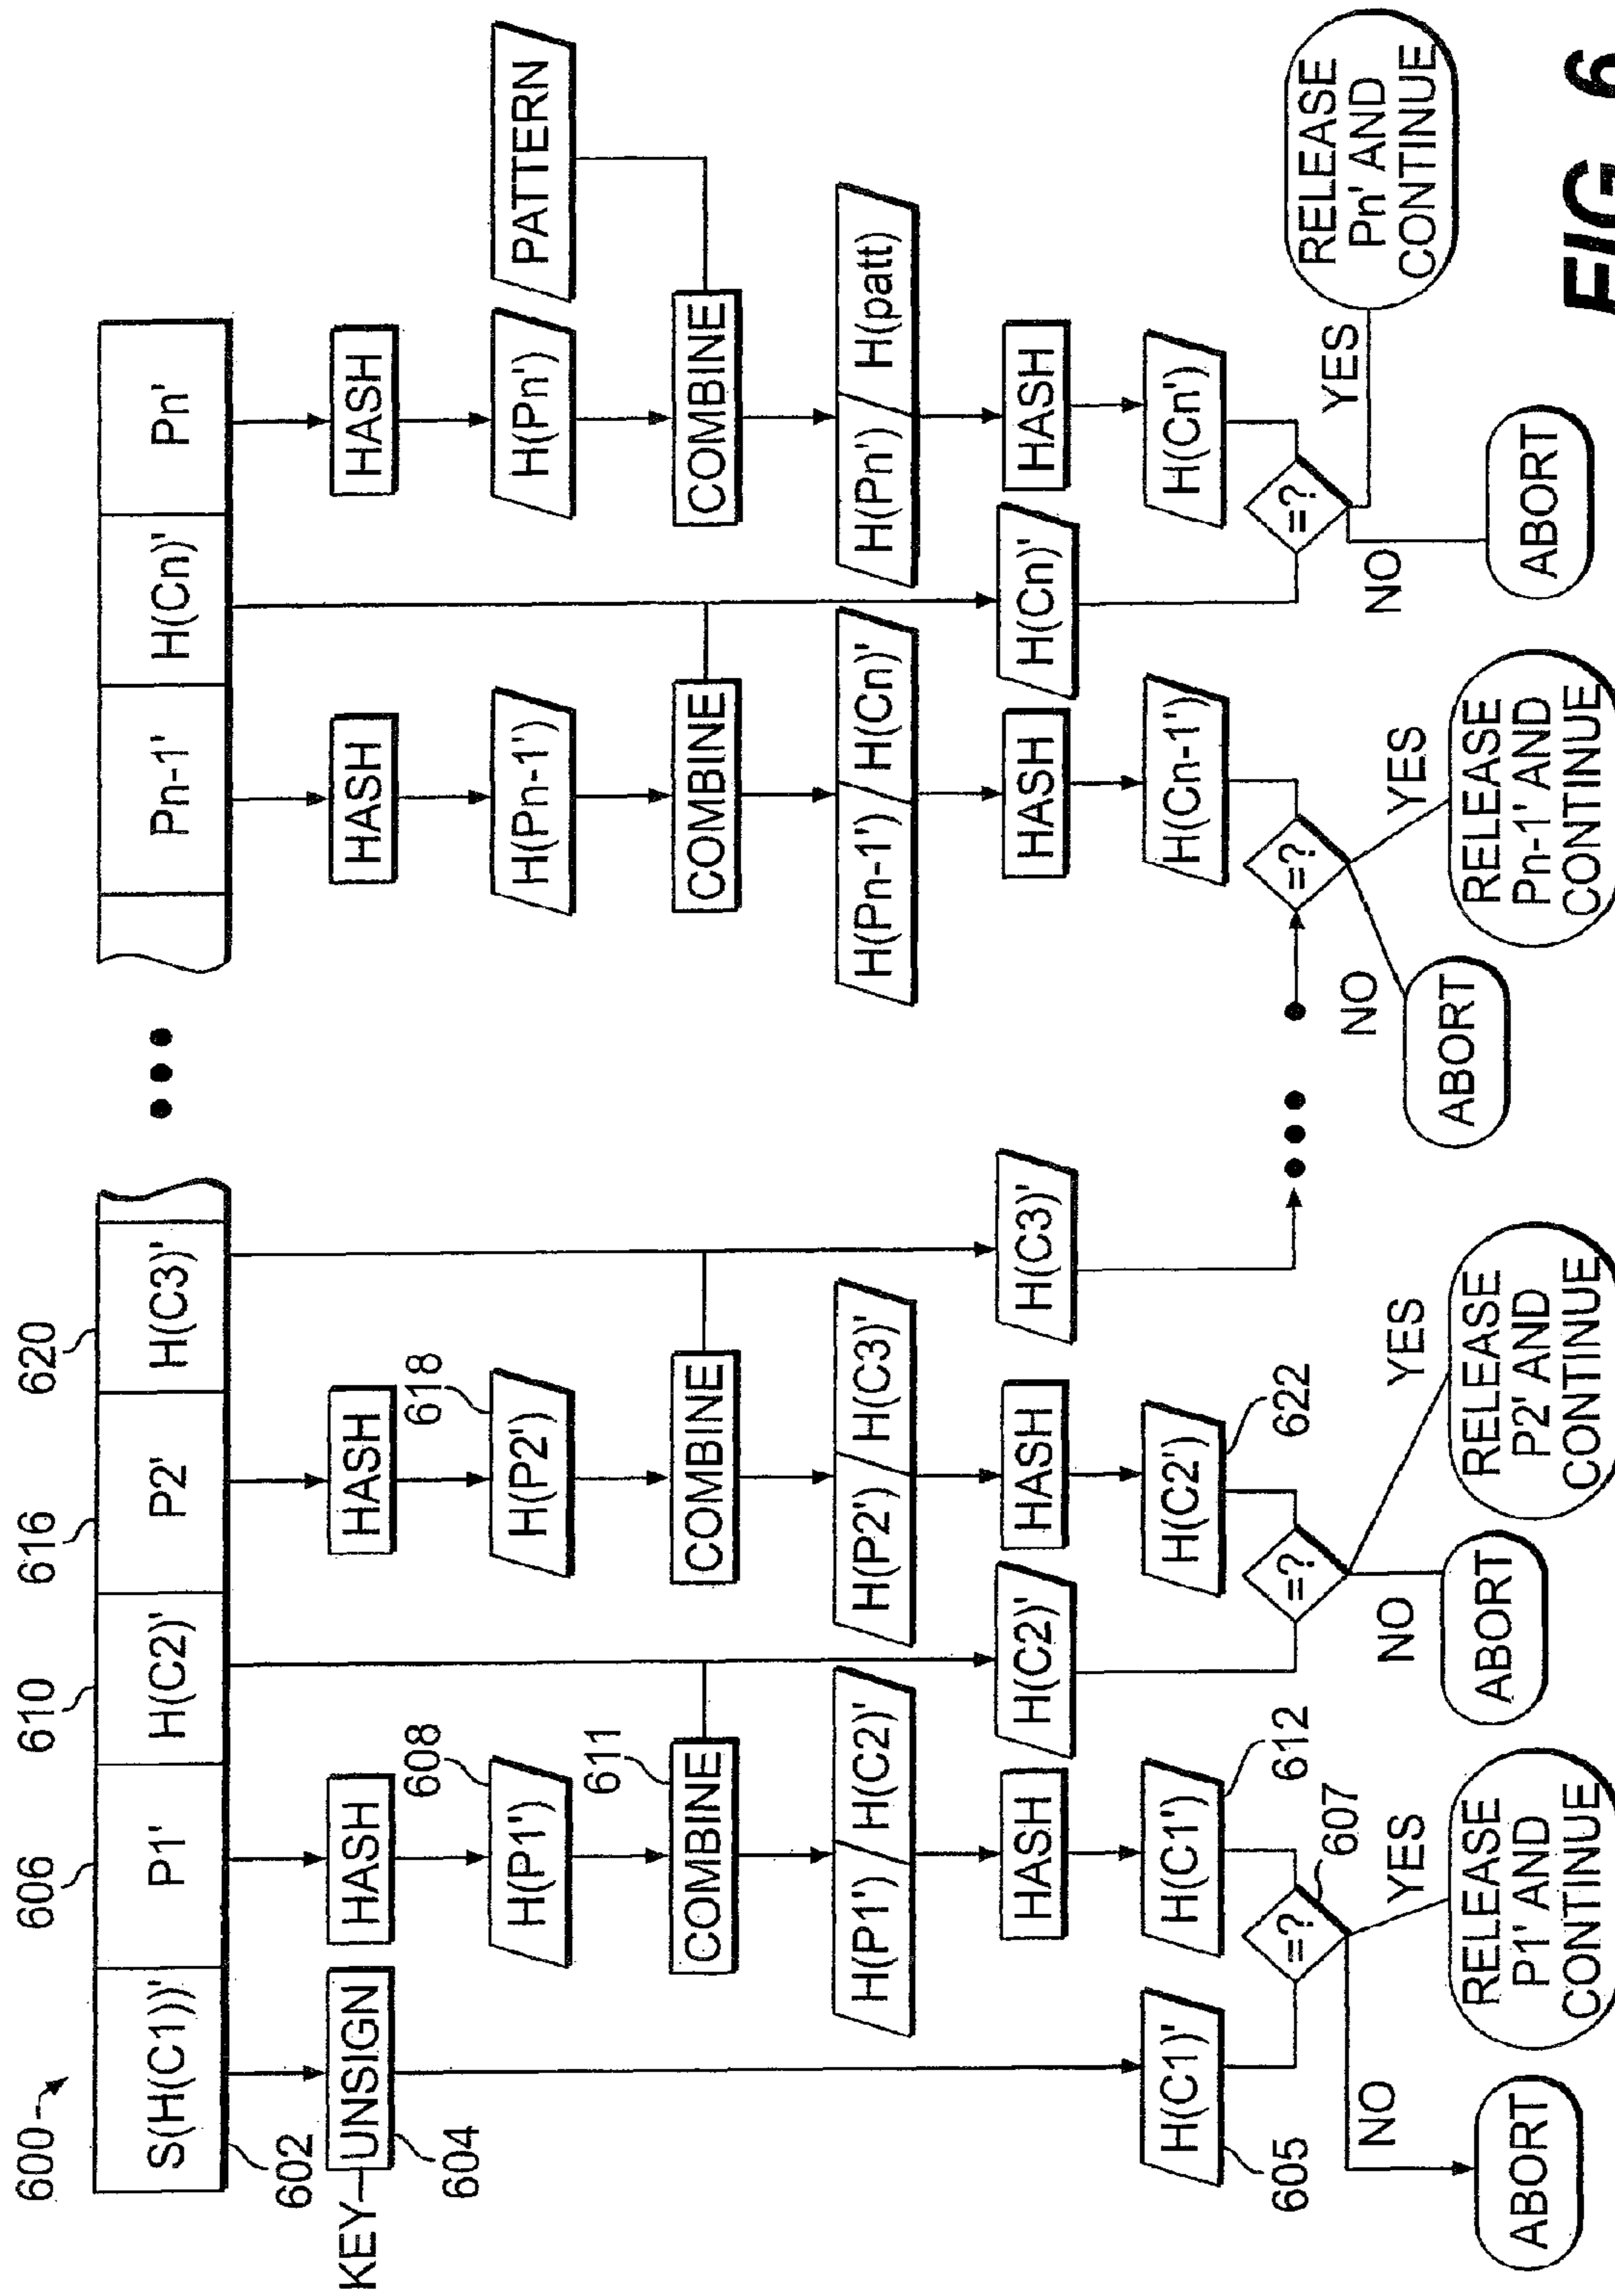 600
606
610
616
620
S(H(C1))'
P1'
H(C2)'
P2'
H(C3)'
Pn-1'
H(Cn)'
Pn'
602
KEY
UNSIGN
604
HASH
HASH
HASH
HASH
608
618
H(P1')
H(P2')
H(Pn-1')
H(Pn')
PATTERN
611
COMBINE
COMBINE
COMBINE
COMBINE
H(P1') H(C2)'
H(P2') H(C3)'
H(Pn-1') H(Cn)'
H(Pn') H(patt)
HASH
H(C2)'
HASH
H(C3)'
HASH
H(Cn)'
HASH
H(C1)'
605
H(C1')
612
H(C2')
622
H(Cn-1')
H(Cn')
=?
607
=?
=?
=?
NO
YES
NO
YES
NO
YES
NO
YES
ABORT
RELEASE
P1' AND
CONTINUE
ABORT
RELEASE
P2' AND
CONTINUE
ABORT
RELEASE
Pn-1' AND
CONTINUE
ABORT
RELEASE
Pn' AND
CONTINUE
FIG. 6